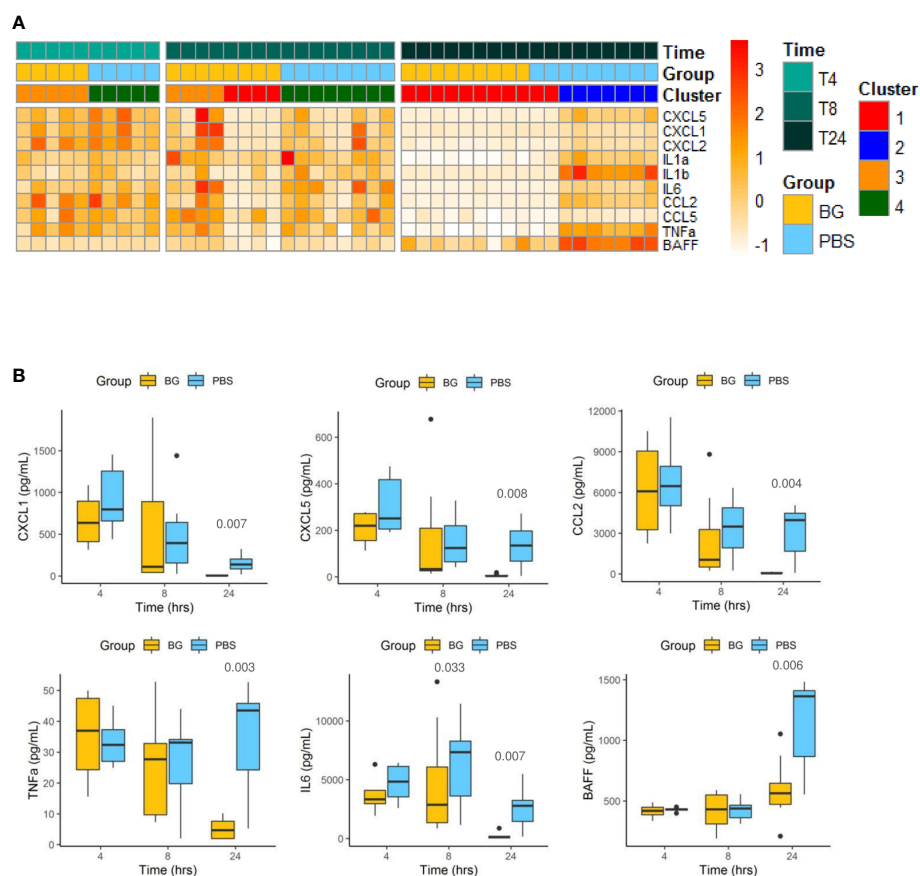 A
Time
Group
Cluster
CXCL5
CXCL1
CXCL2
IL1a
IL1b
IL6
CCL2
CCL5
TNFa
BAFF
3
2
1
0
-1
Time
T4
T8
T24
Group
BG
PBS
Cluster
1
2
3
4
B
Group BG PBS
CXCL1 (pg/mL)
1500
1000
500
0
0.007
4 8 24
Time (hrs)
Group BG PBS
CXCL5 (pg/mL)
600
400
200
0
0.008
4 8 24
Time (hrs)
Group BG PBS
CCL2 (pg/mL)
12000
9000
6000
3000
0
0.004
4 8 24
Time (hrs)
Group BG PBS
TNFa (pg/mL)
50
40
30
20
10
0
0.003
4 8 24
Time (hrs)
Group BG PBS
IL6 (pg/mL)
10000
5000
0
0.033
0.007
4 8 24
Time (hrs)
Group BG PBS
BAFF (pg/mL)
1500
1000
500
0.006
4 8 24
Time (hrs)